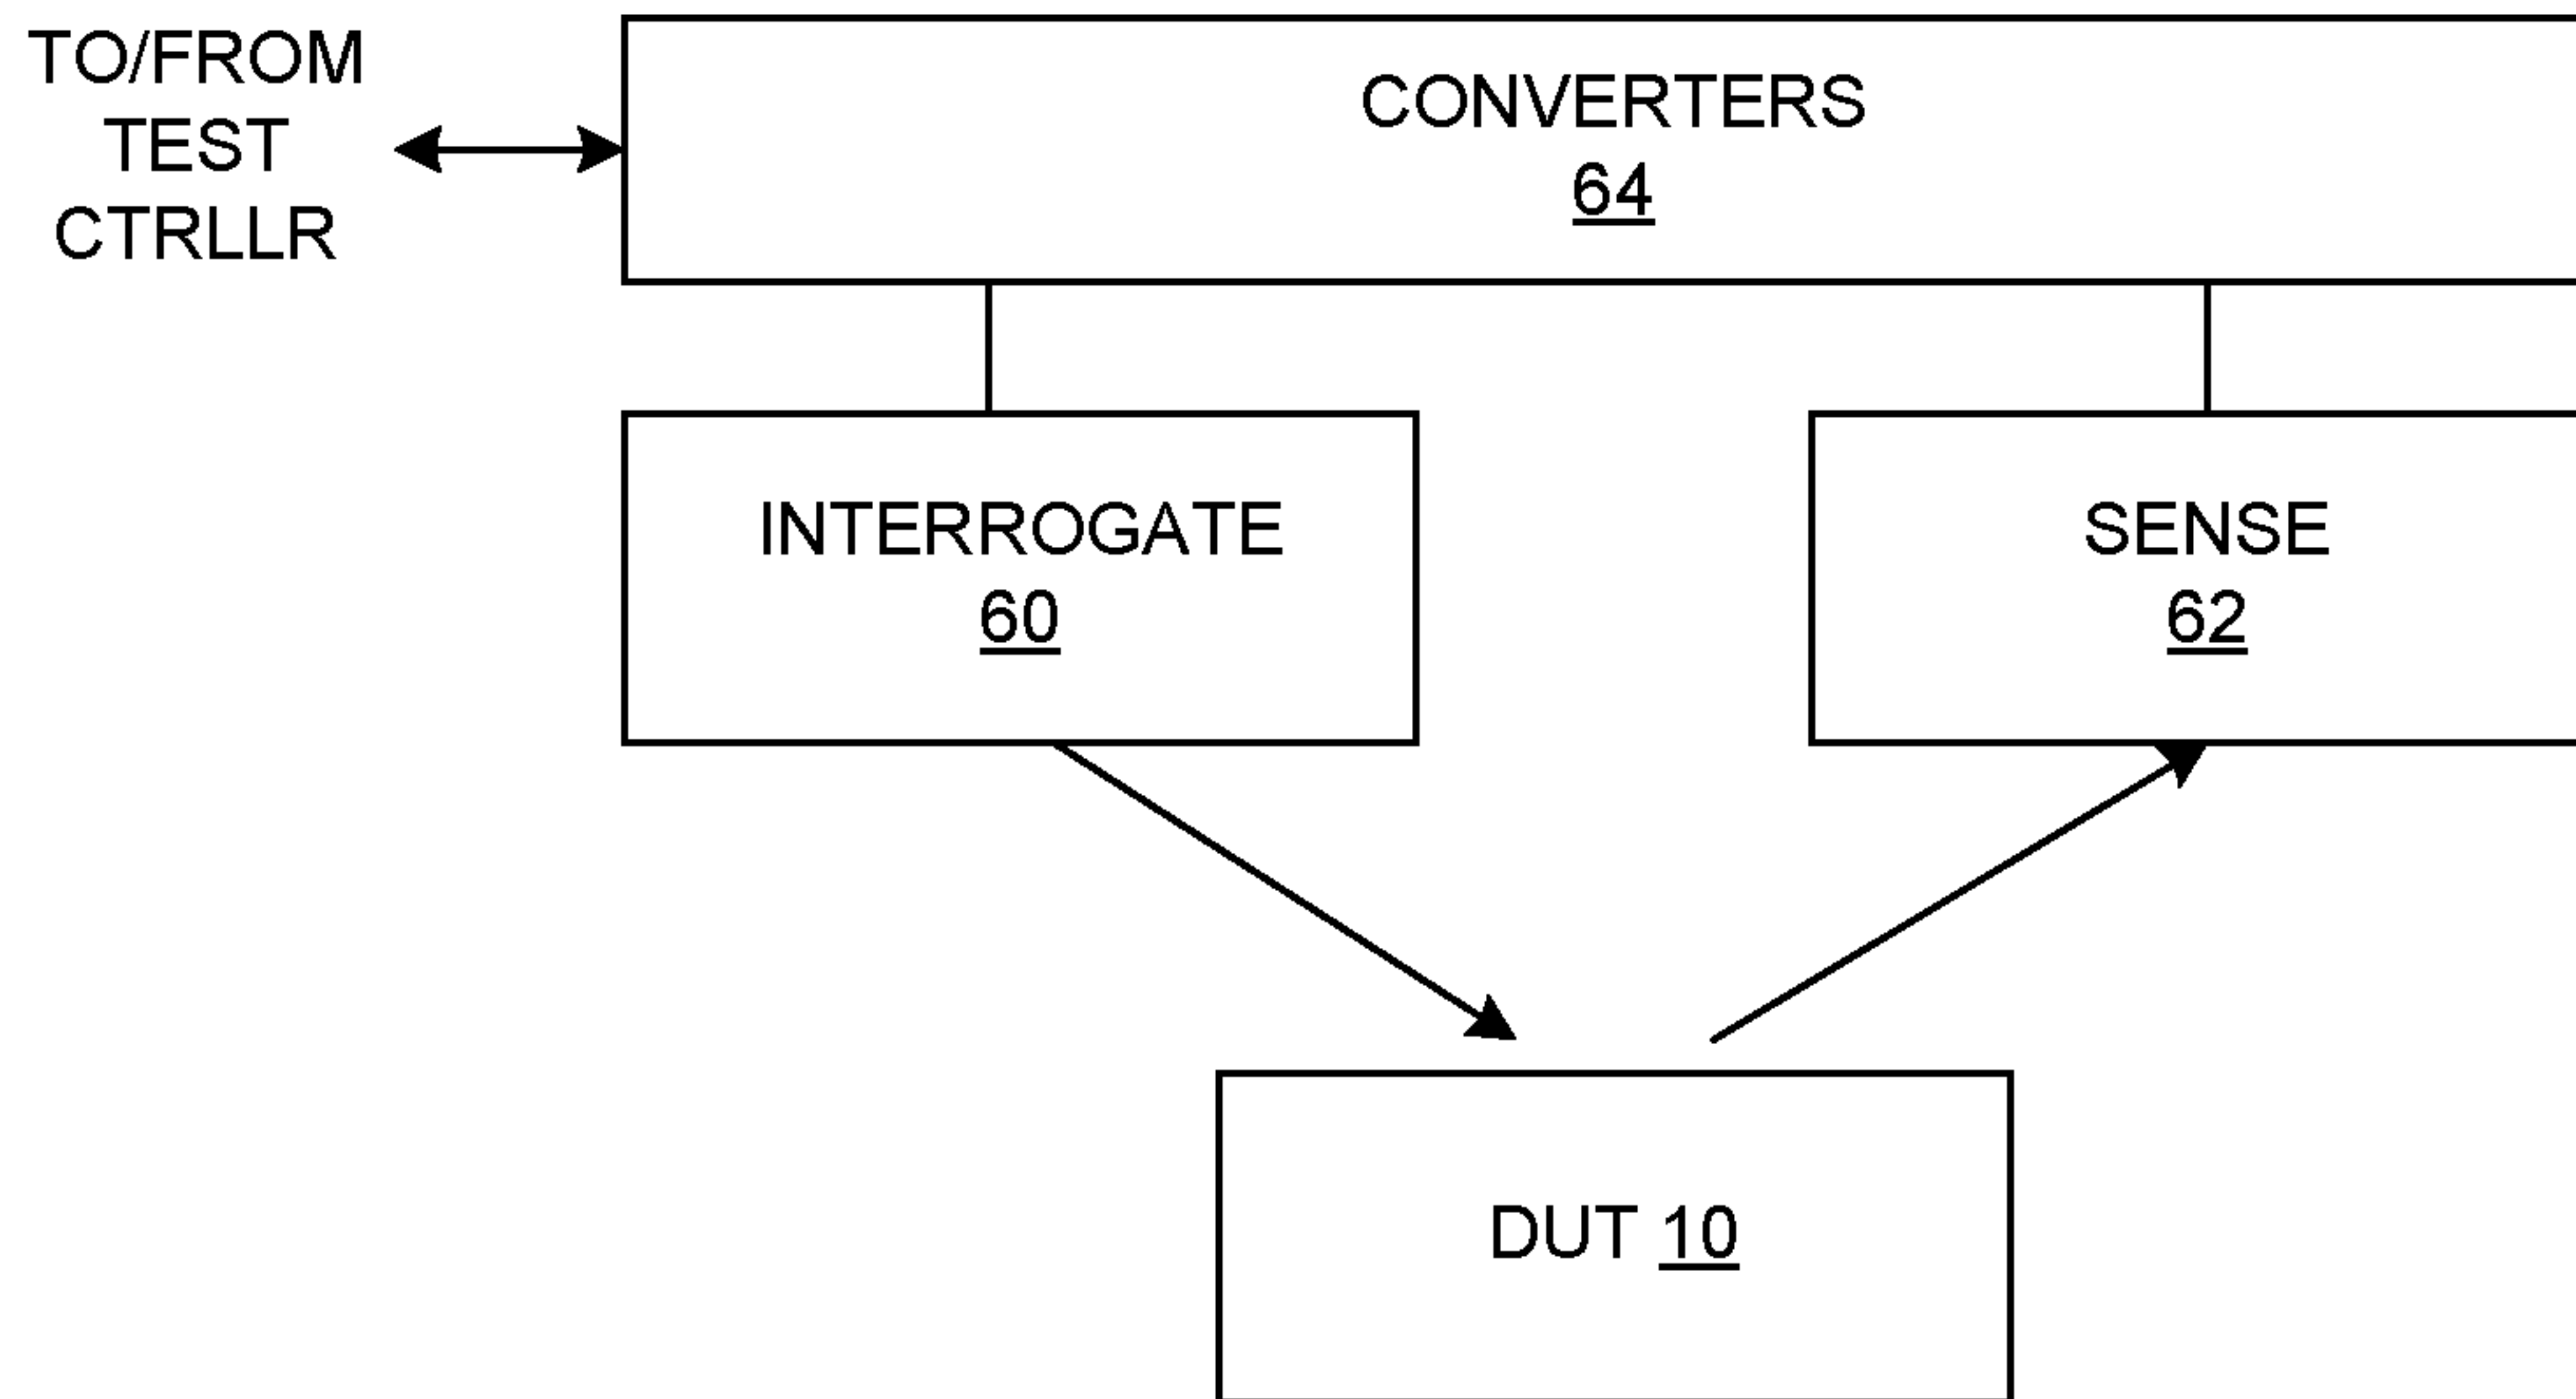 TO/FROM
TEST
CTRLLR
CONVERTERS
64
INTERROGATE
60
SENSE
62
DUT 10